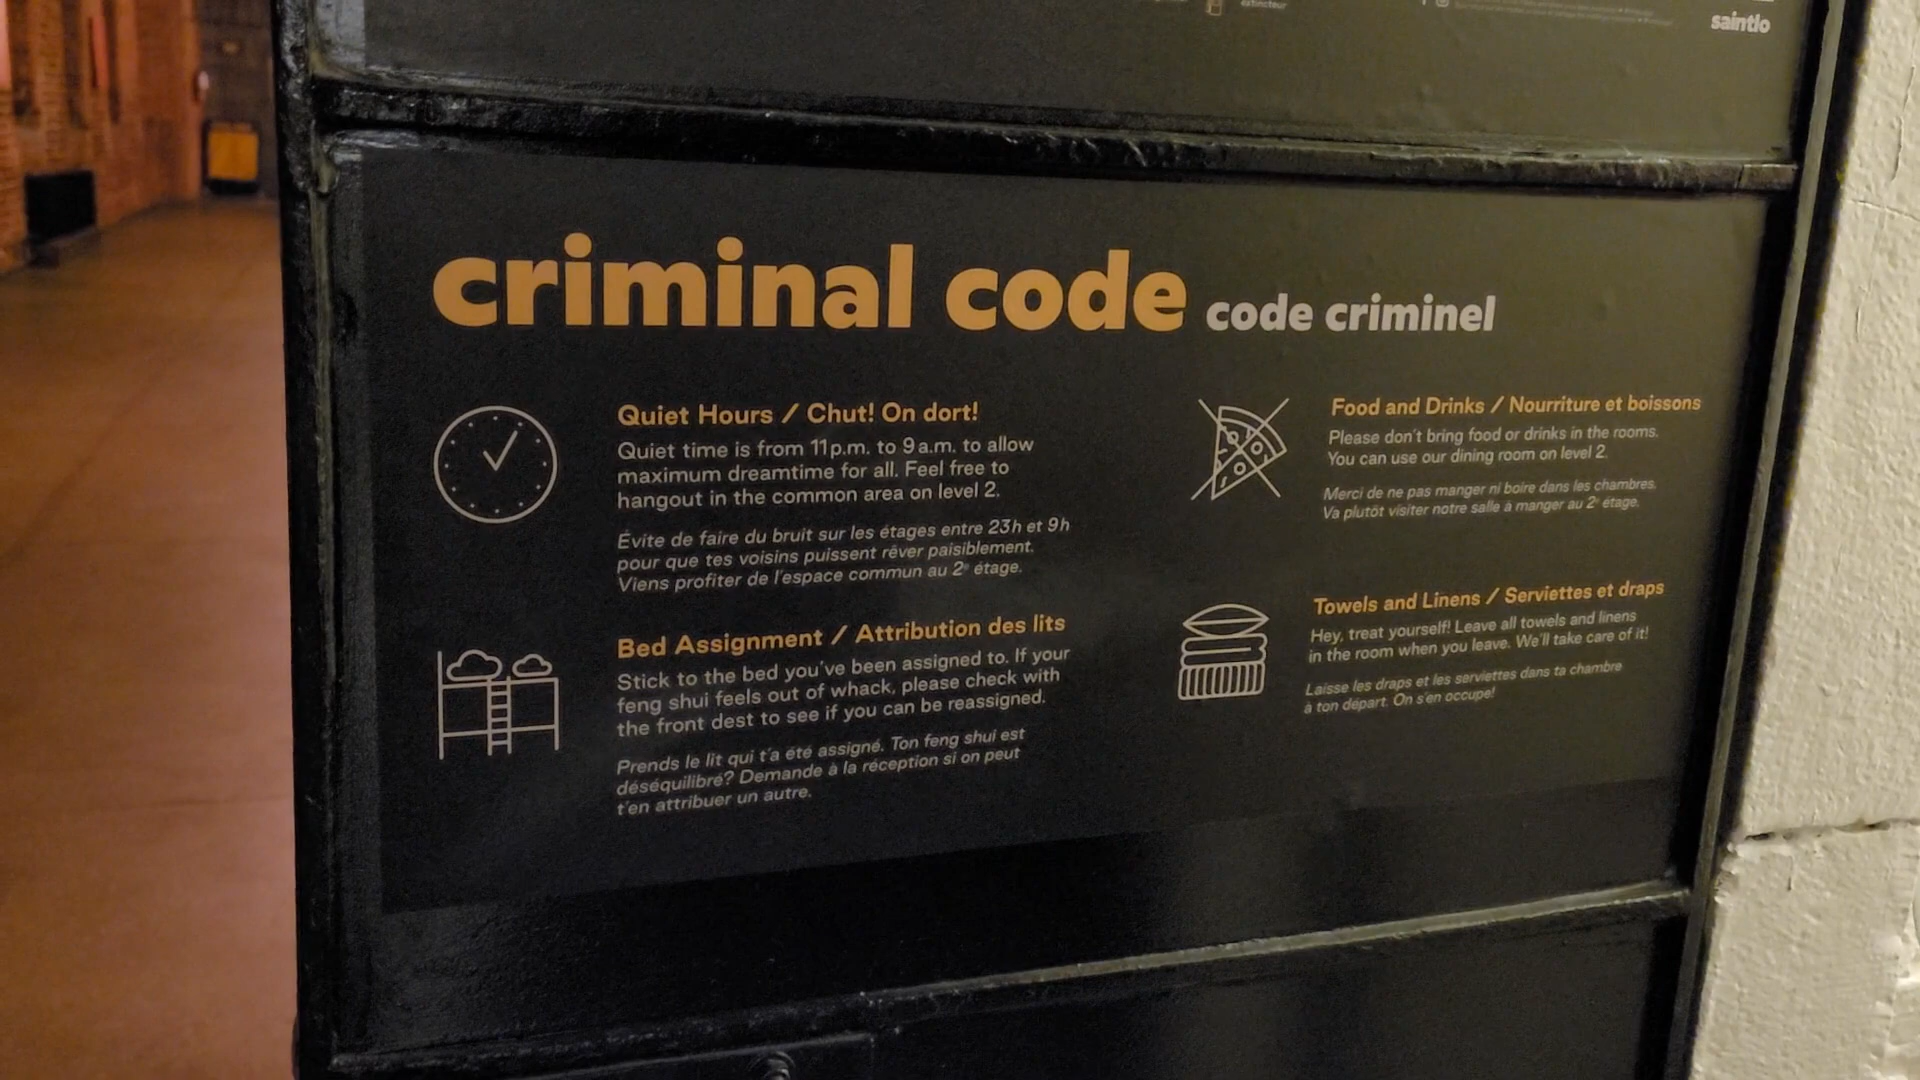 extincteur
saintlo
criminal code code criminel
Quiet Hours / Chut! On dort!
Quiet time is from 11p.m. to 9a.m. to allow
maximum dreamtime for all. Feel free to
hangout in the common area on level 2.
Évite de faire du bruit sur les étages entre 23h et 9h
pour que tes voisins puissent rêver paisiblement.
Viens profiter de l'espace commun au 2e étage.
Bed Assignment / Attribution des lits
Stick to the bed you've been assigned to. If your
feng shui feels out of whack, please check with
the front dest to see if you can be reassigned.
Prends le lit qui t'a été assigné. Ton feng shui est
déséquilibré? Demande à la réception si on peut
t'en attribuer un autre.
Food and Drinks / Nourriture et boissons
Please don't bring food or drinks in the rooms.
You can use our dining room on level 2.
Merci de ne pas manger ni boire dans les chambres.
Va plutôt visiter notre salle à manger au 2e étage.
Towels and Linens / Serviettes et draps
Hey, treat yourself! Leave all towels and linens
in the room when you leave. We'll take care of it!
Laisse les draps et les serviettes dans ta chambre
à ton départ. On s'en occupe!